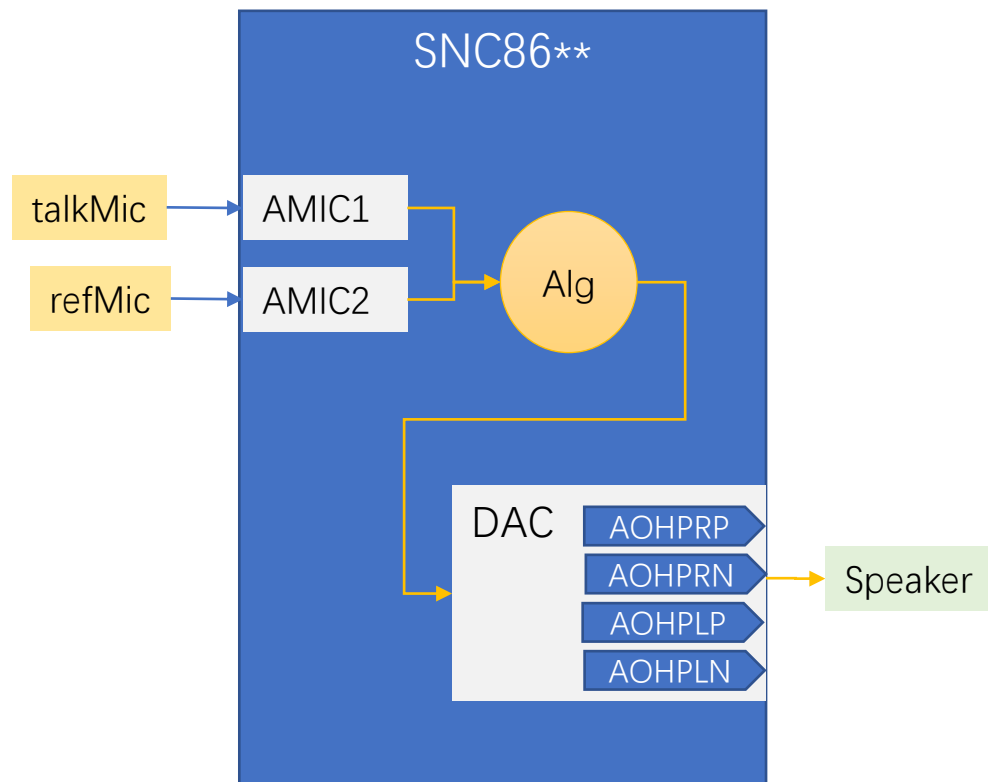 SNC86**
talkMic
AMIC1
refMic
AMIC2
Alg
DAC
AOHPRP
AOHPRN
AOHPLP
AOHPLN
Speaker